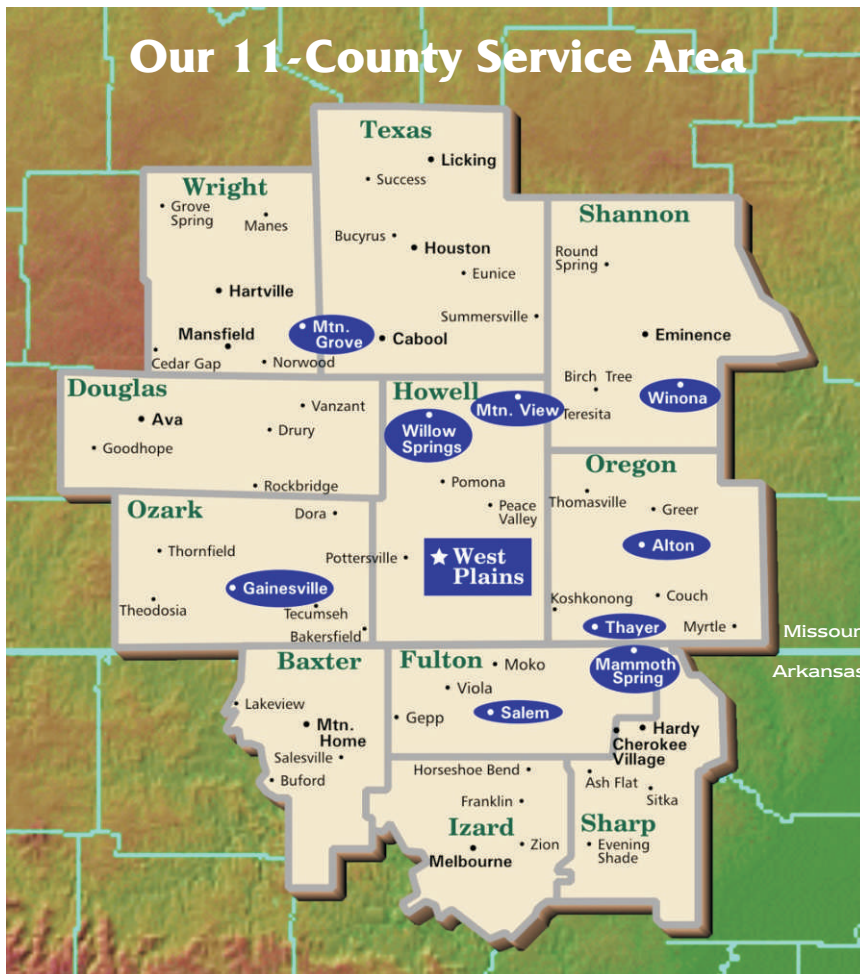 Our 11-County Service Area
Texas
Licking
Success
Wright
Grove
Spring
Manes
Bucyrus
Houston
Eunice
Hartville
Summersville
Mtn.
Grove
Mansfield
Cabool
Cedar Gap
Norwood
Shannon
Round
Spring
Eminence
Birch Tree
Winona
Teresita
Douglas
Ava
Vanzant
Drury
Goodhope
Rockbridge
Howell
Mtn. View
Willow
Springs
Pomona
Peace
Valley
Pottersville
West
Plains
Oregon
Thomasville
Greer
Alton
Koshkonong
Couch
Thayer
Myrtle
Ozark
Dora
Thornfield
Gainesville
Theodosia
Tecumseh
Bakersfield
Missour
Arkansas
Baxter
Lakeview
Mtn.
Home
Salesville
Buford
Fulton
Moko
Mammoth
Spring
Viola
Gepp
Salem
Hardy
Cherokee
Village
Horseshoe Bend
Ash Flat
Sitka
Franklin
Izard
Zion
Melbourne
Sharp
Evening
Shade